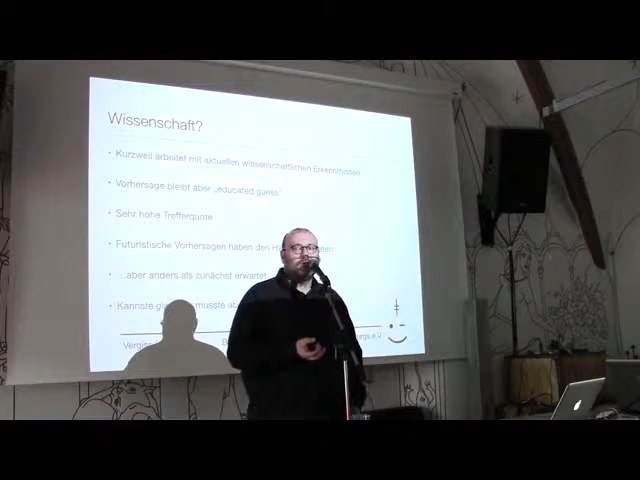 Wissenschaft?
• Kurzweil arbeitet mit aktuellen wissenschaftlichen Erkenntnissen
• Vorhersage bleibt aber „educated guess"
• Sehr hohe Trefferquote
• Futuristische Vorhersagen haben den
• ...aber anders als zunächst erwartet
• Kannste musste
e.V.